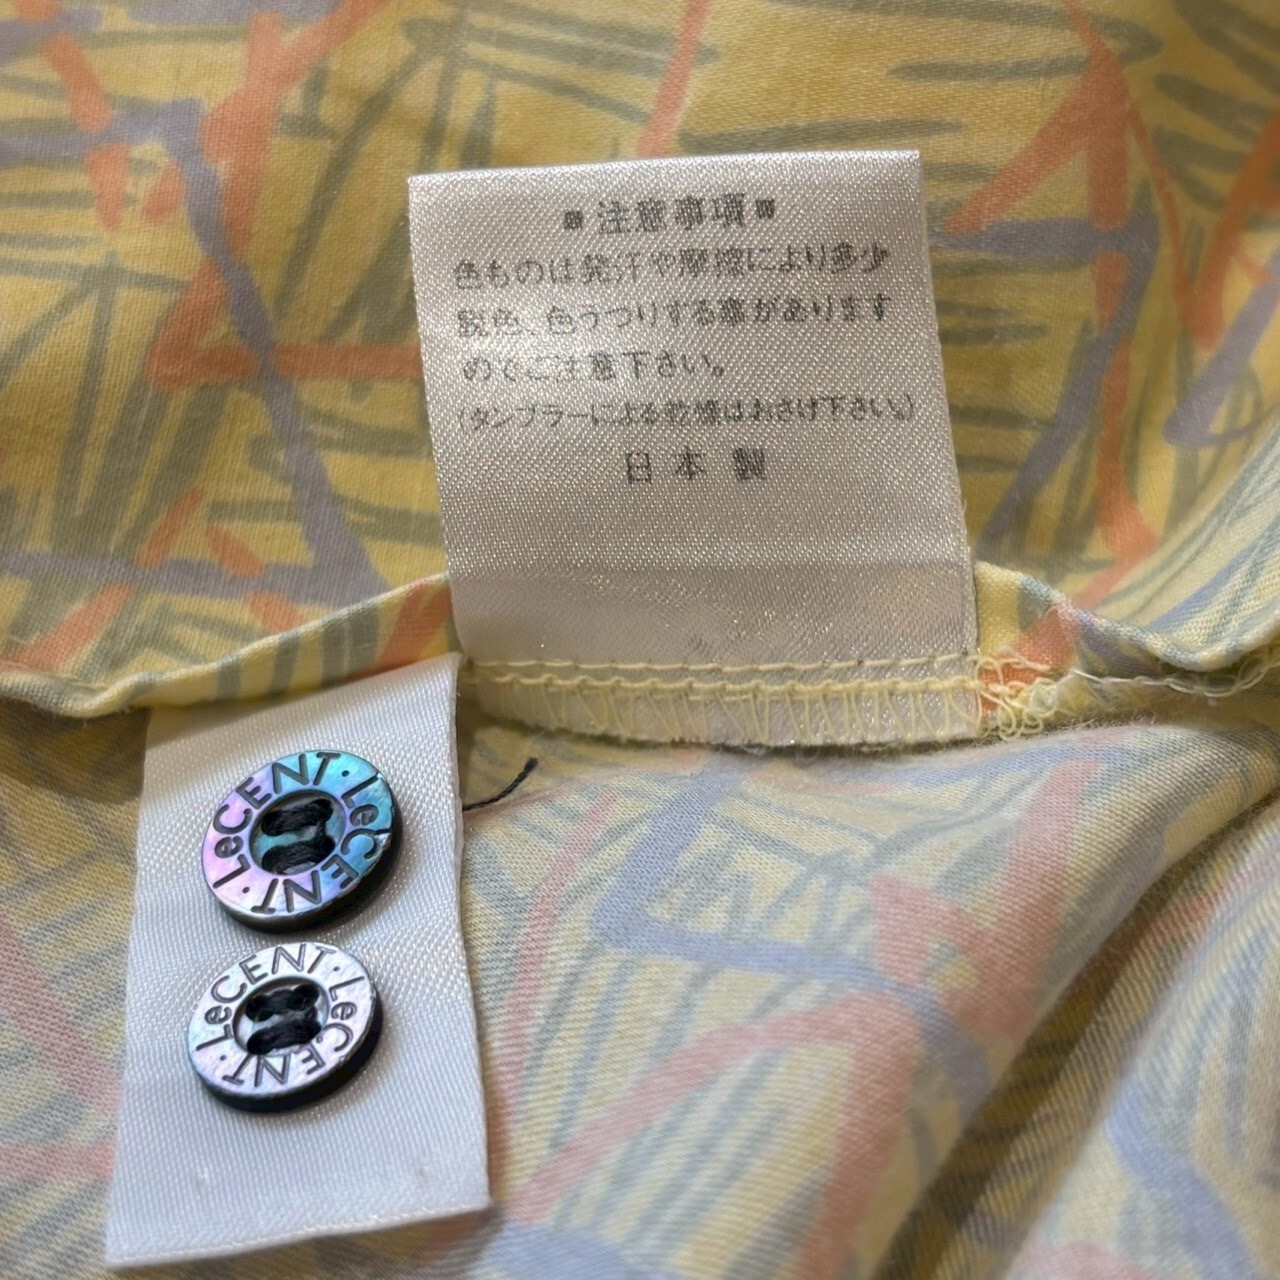 ■注意事項■
色ものは発汗や摩擦により多少
脱色、色うつりする事があります
のでご注意下さい。
(タンブラーによる乾燥はおさけ下さい。)
日本製
LeCENT・LeCENT・
LeCENT・LeCENT・